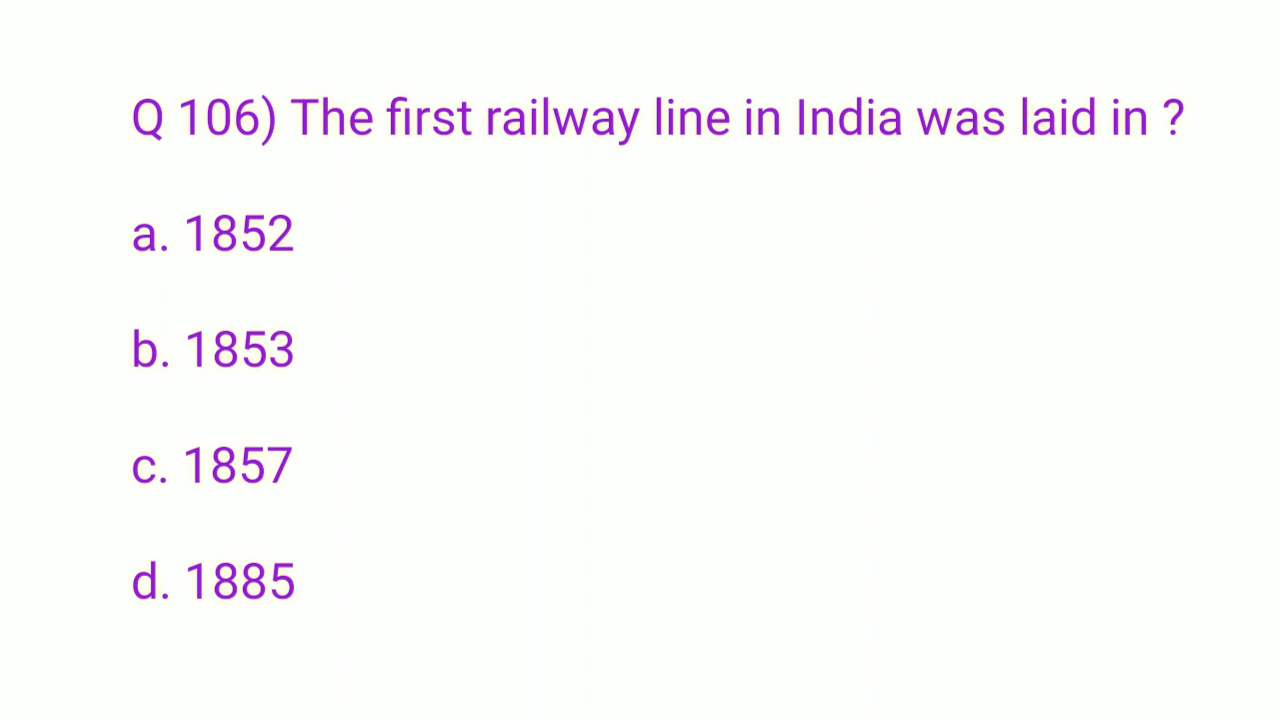 Q 106) The first railway line in India was laid in ?
a. 1852
b. 1853
c. 1857
d. 1885